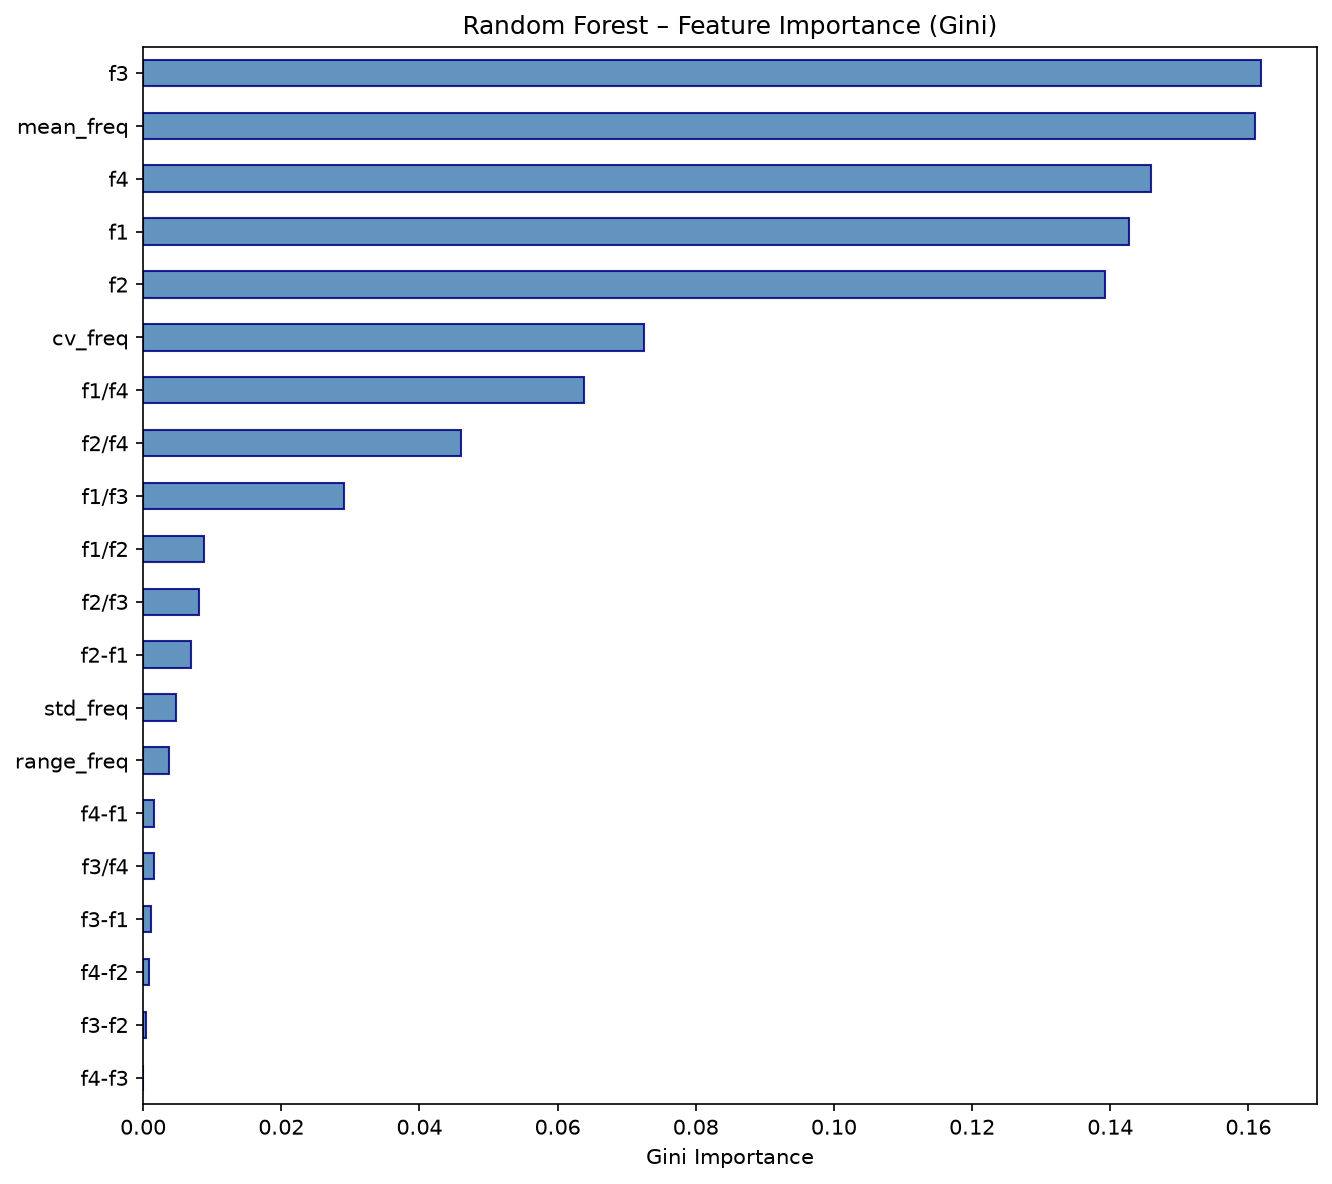 Random Forest – Feature Importance (Gini)
f3
mean_freq
f4
f1
f2
cv_freq
f1/f4
f2/f4
f1/f3
f1/f2
f2/f3
f2-f1
std_freq
range_freq
f4-f1
f3/f4
f3-f1
f4-f2
f3-f2
f4-f3
0.00 0.02 0.04 0.06 0.08 0.10 0.12 0.14 0.16
Gini Importance